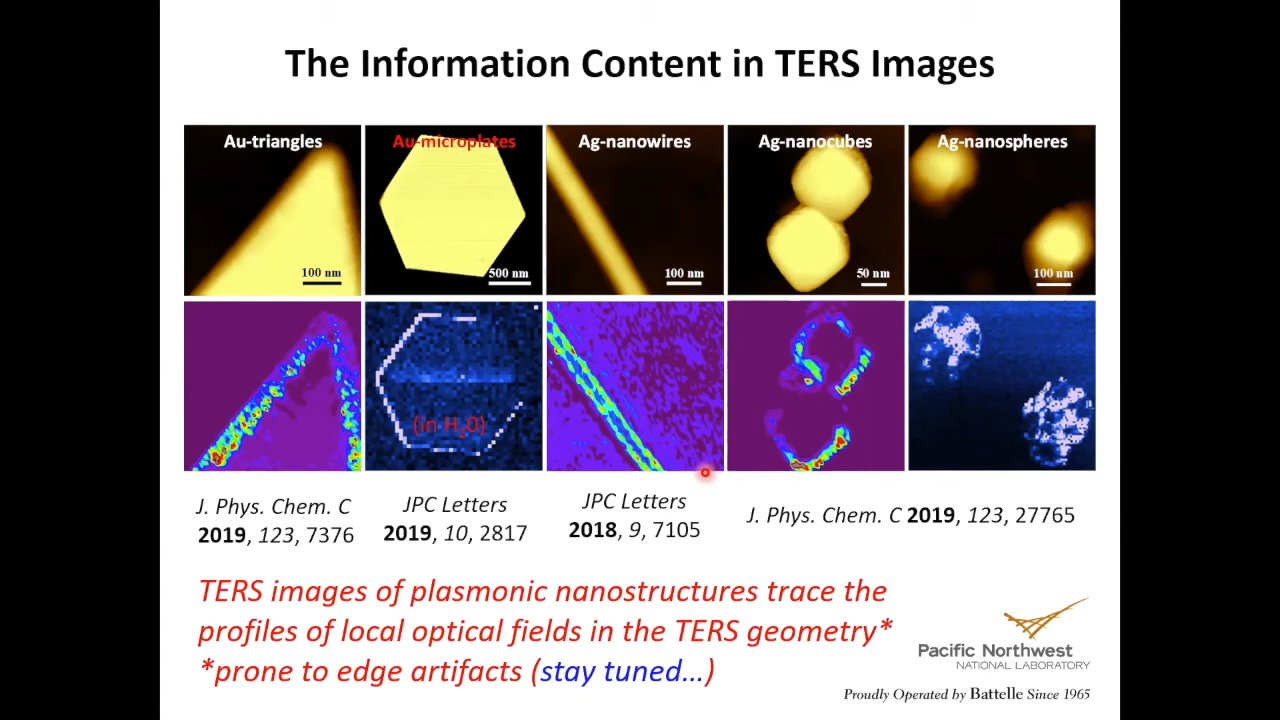 The Information Content in TERS Images
Au-triangles
Au-microplates
Ag-nanowires
Ag-nanocubes
Ag-nanospheres
100 nm
500 nm
100 nm
50 nm
100 nm
(in H₂0)
J. Phys. Chem. C
2019, 123, 7376
JPC Letters
2019, 10, 2817
JPC Letters
2018, 9, 7105
J. Phys. Chem. C 2019, 123, 27765
TERS images of plasmonic nanostructures trace the
profiles of local optical fields in the TERS geometry*
*prone to edge artifacts (stay tuned...)
Pacific Northwest
NATIONAL LABORATORY
Proudly Operated by Battelle Since 1965